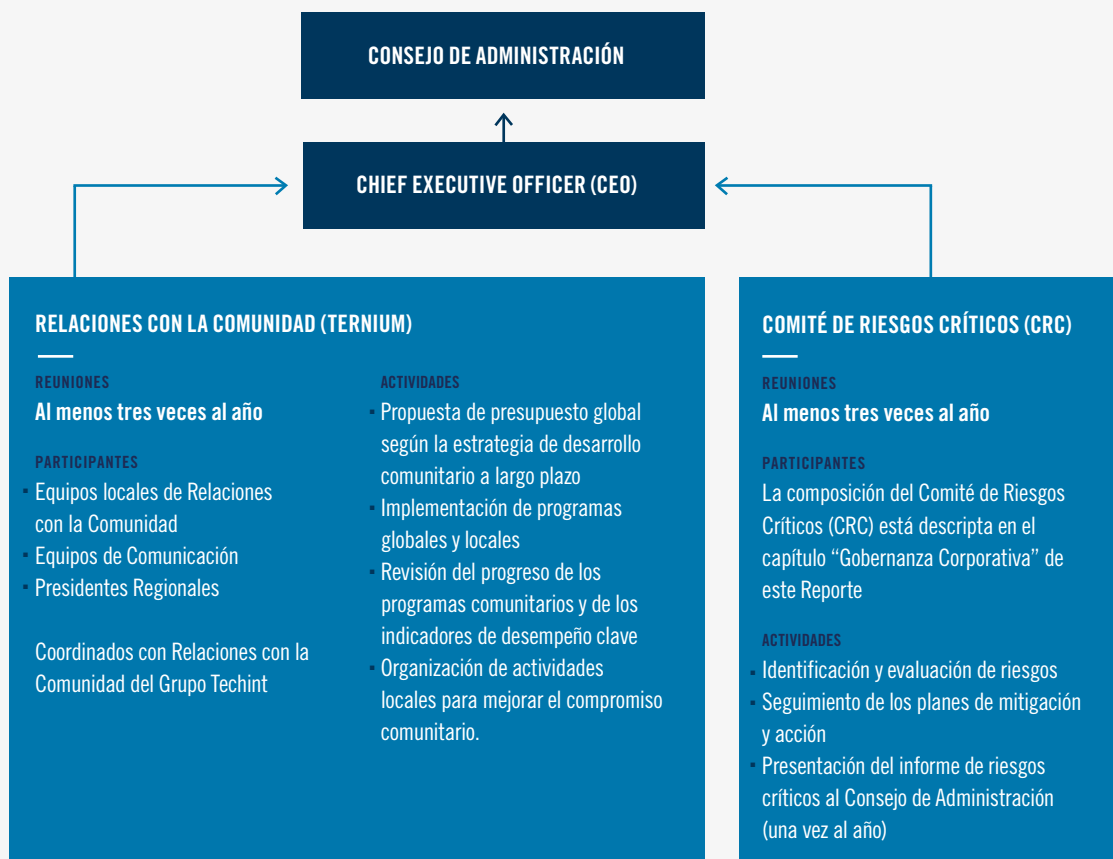 CONSEJO DE ADMINISTRACIÓN
CHIEF EXECUTIVE OFFICER (CEO)
RELACIONES CON LA COMUNIDAD (TERNIUM)
REUNIONES
Al menos tres veces al año
PARTICIPANTES
▪ Equipos locales de Relaciones
con la Comunidad
▪ Equipos de Comunicación
▪ Presidentes Regionales
Coordinados con Relaciones con la
Comunidad del Grupo Techint
ACTIVIDADES
▪ Propuesta de presupuesto global
según la estrategia de desarrollo
comunitario a largo plazo
▪ Implementación de programas
globales y locales
▪ Revisión del progreso de los
programas comunitarios y de los
indicadores de desempeño clave
▪ Organización de actividades
locales para mejorar el compromiso
comunitario.
COMITÉ DE RIESGOS CRÍTICOS (CRC)
REUNIONES
Al menos tres veces al año
PARTICIPANTES
La composición del Comité de Riesgos
Críticos (CRC) está descripta en el
capítulo “Gobernanza Corporativa” de
este Reporte
ACTIVIDADES
▪ Identificación y evaluación de riesgos
▪ Seguimiento de los planes de mitigación
y acción
▪ Presentación del informe de riesgos
críticos al Consejo de Administración
(una vez al año)